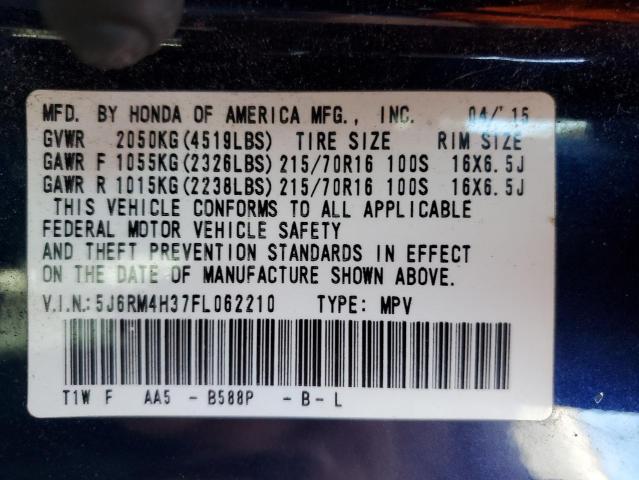 MFD. BY HONDA OF AMERICA MFG., INC. 04/'15
GVWR 2050KG(4519LBS) TIRE SIZE RIM SIZE
GAWR F 1055KG(2326LBS) 215/70R16 100S 16X6.5J
GAWR R 1015KG(2238LBS) 215/70R16 100S 16X6.5J
THIS VEHICLE CONFORMS TO ALL APPLICABLE
FEDERAL MOTOR VEHICLE SAFETY
AND THEFT PREVENTION STANDARDS IN EFFECT
ON THE DATE OF MANUFACTURE SHOWN ABOVE.
V.I.N.:5J6RM4H37FL062210 TYPE: MPV
T1W F AA5 - B588P - B - L